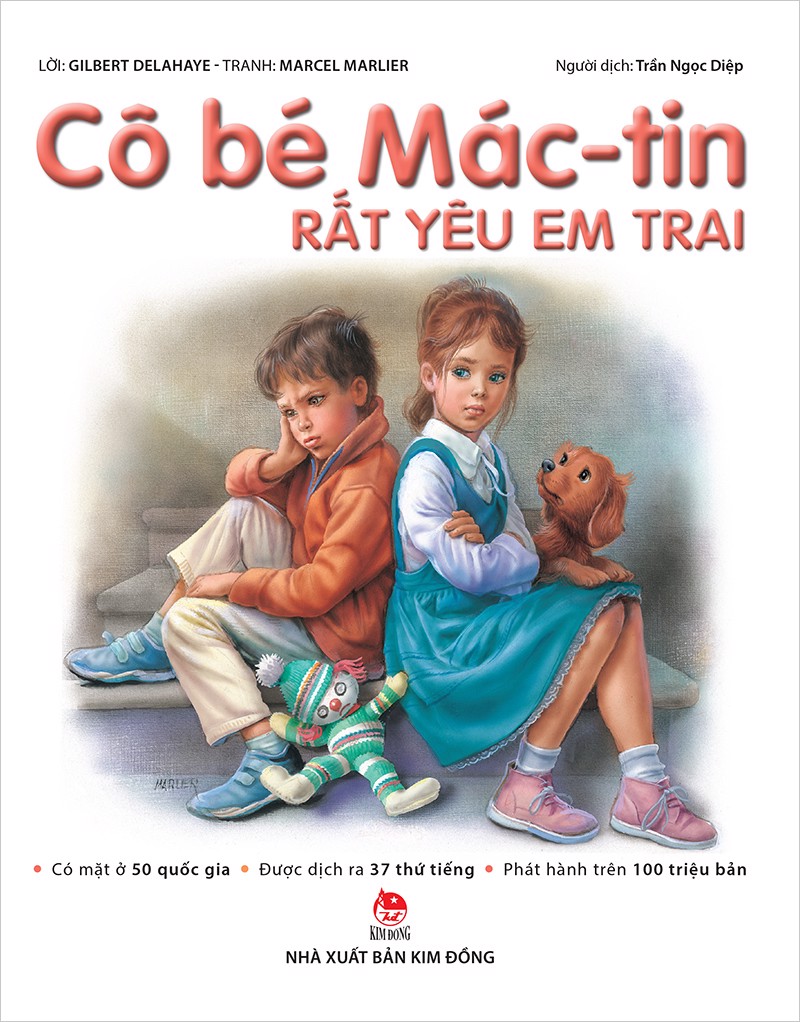 LỜI: GILBERT DELAHAYE - TRANH: MARCEL MARLIER
Người dịch: Trần Ngọc Diệp
Cô bé Mác-tin
RẤT YÊU EM TRAI
MARLIER
• Có mặt ở 50 quốc gia • Được dịch ra 37 thứ tiếng • Phát hành trên 100 triệu bản
KIM ĐỒNG
NHÀ XUẤT BẢN KIM ĐỒNG